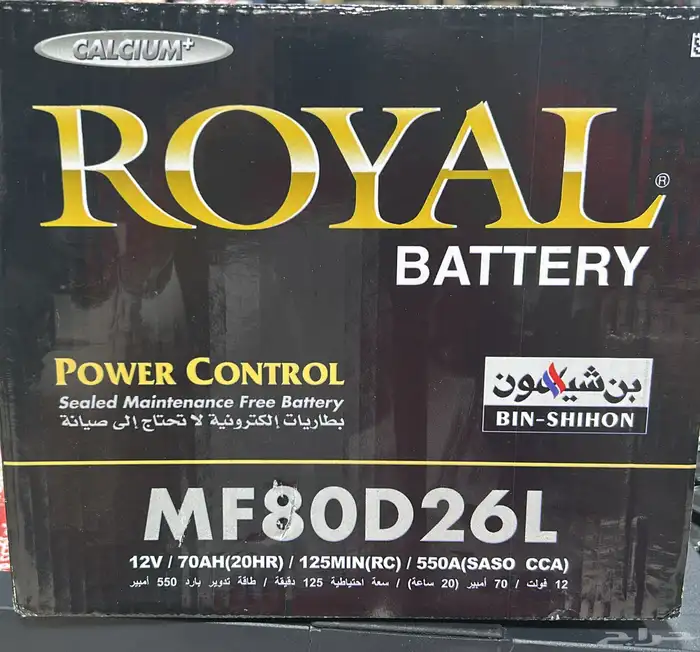 CALCIUM+
ROYAL®
BATTERY
POWER CONTROL
Sealed Maintenance Free Battery
بطاريات إلكترونية لا تحتاج إلى صيانة
بن شيهون
BIN-SHIHON
MF80D26L
12V / 70AH(20HR) / 125MIN(RC) / 550A(SASO CCA)
12 فولت / 70 أمبير (20 ساعة) / سعة احتياطية 125 دقيقة / طاقة تدوير بارد 550 أمبير
حراج